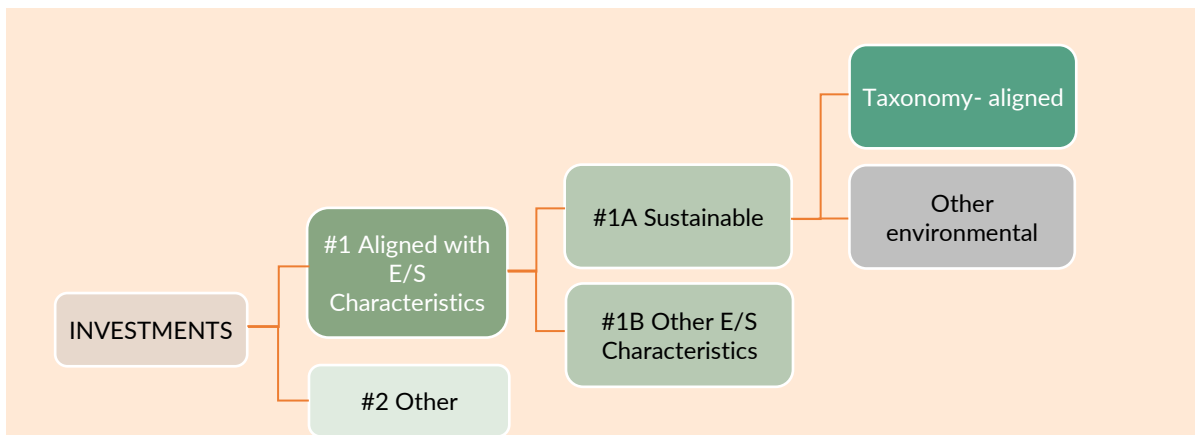 Taxonomy- aligned
Other
environmental
#1A Sustainable
#1 Aligned with
E/S
Characteristics
#1B Other E/S
Characteristics
INVESTMENTS
#2 Other